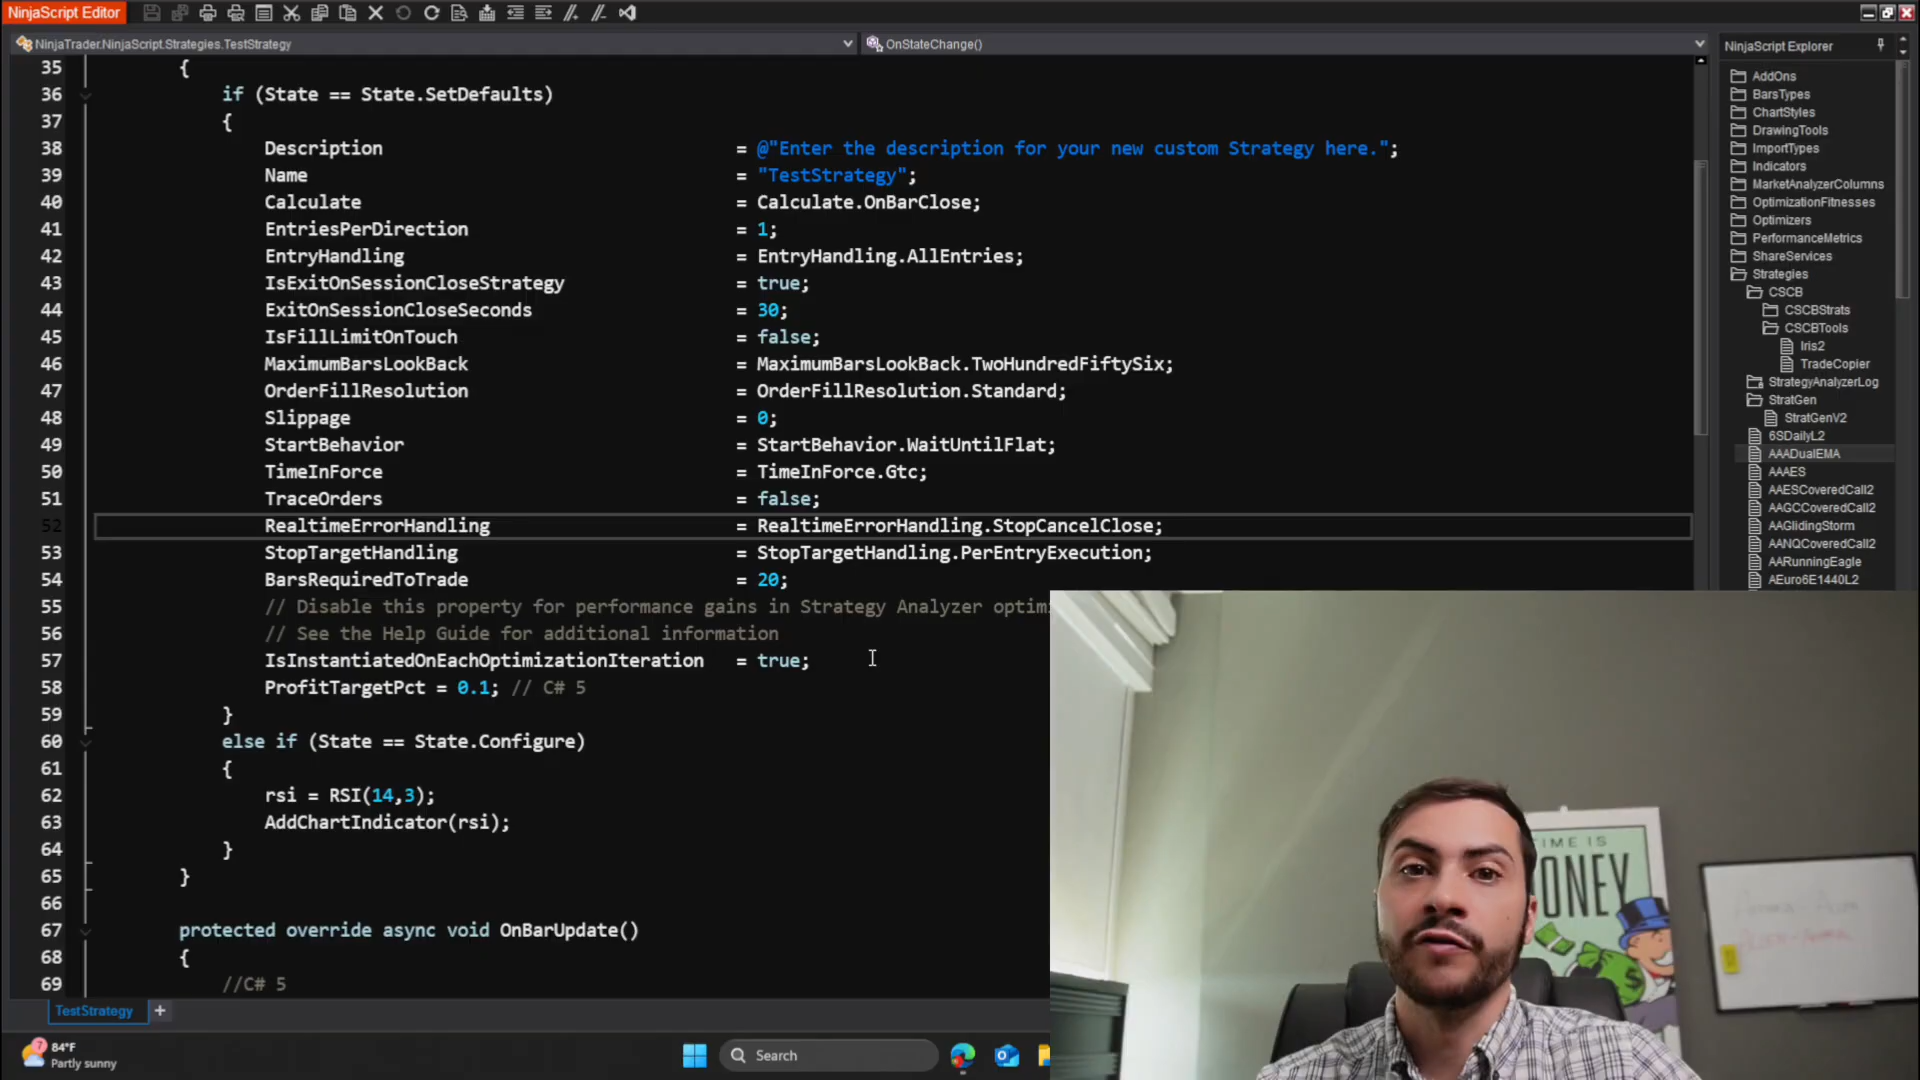 NinjaScript Editor
NinjaTrader.NinjaScript.Strategies.TestStrategy
OnStateChange()
NinjaScript Explorer
35 {
36 if (State == State.SetDefaults)
37 {
38 Description = @"Enter the description for your new custom Strategy here.";
39 Name = "TestStrategy";
40 Calculate = Calculate.OnBarClose;
41 EntriesPerDirection = 1;
42 EntryHandling = EntryHandling.AllEntries;
43 IsExitOnSessionCloseStrategy = true;
44 ExitOnSessionCloseSeconds = 30;
45 IsFillLimitOnTouch = false;
46 MaximumBarsLookBack = MaximumBarsLookBack.TwoHundredFiftySix;
47 OrderFillResolution = OrderFillResolution.Standard;
48 Slippage = 0;
49 StartBehavior = StartBehavior.WaitUntilFlat;
50 TimeInForce = TimeInForce.Gtc;
51 TraceOrders = false;
52 RealtimeErrorHandling = RealtimeErrorHandling.StopCancelClose;
53 StopTargetHandling = StopTargetHandling.PerEntryExecution;
54 BarsRequiredToTrade = 20;
55 // Disable this property for performance gains in Strategy Analyzer optimi
56 // See the Help Guide for additional information
57 IsInstantiatedOnEachOptimizationIteration = true;
58 ProfitTargetPct = 0.1; // C# 5
59 }
60 else if (State == State.Configure)
61 {
62 rsi = RSI(14,3);
63 AddChartIndicator(rsi);
64 }
65 }
66
67 protected override async void OnBarUpdate()
68 {
69 //C# 5
AddOns
BarsTypes
ChartStyles
DrawingTools
ImportTypes
Indicators
MarketAnalyzerColumns
OptimizationFitnesses
Optimizers
PerformanceMetrics
ShareServices
Strategies
CSCB
CSCBStrats
CSCBTools
Iris2
TradeCopier
StrategyAnalyzerLog
StratGen
StratGenV2
6SDailyL2
AAADualEMA
AAAES
AAESCoveredCall2
AAGCCoveredCall2
AAGlidingStorm
AANQCoveredCall2
AARunningEagle
AEuro6E1440L2
TIME IS
MONEY
TestStrategy
+
7
84°F
Partly sunny
Search